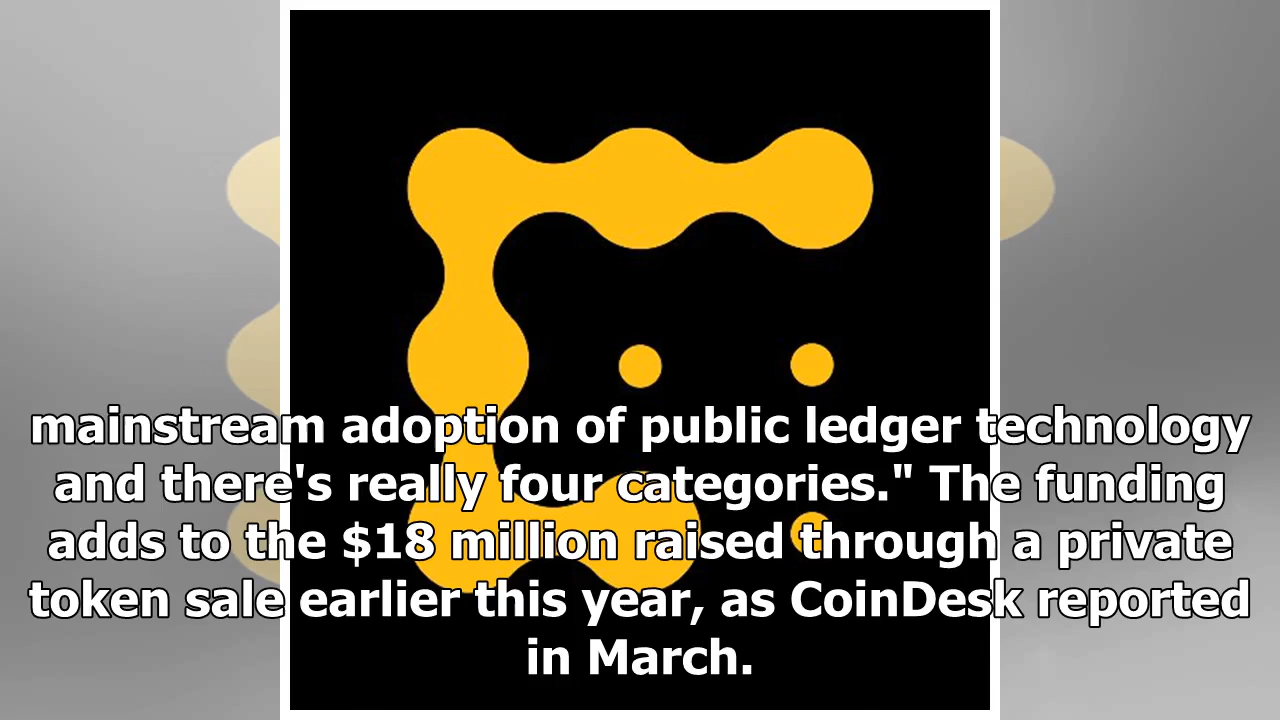 mainstream adoption of public ledger technology
and there's really four categories." The funding
adds to the $18 million raised through a private
token sale earlier this year, as CoinDesk reported
in March.